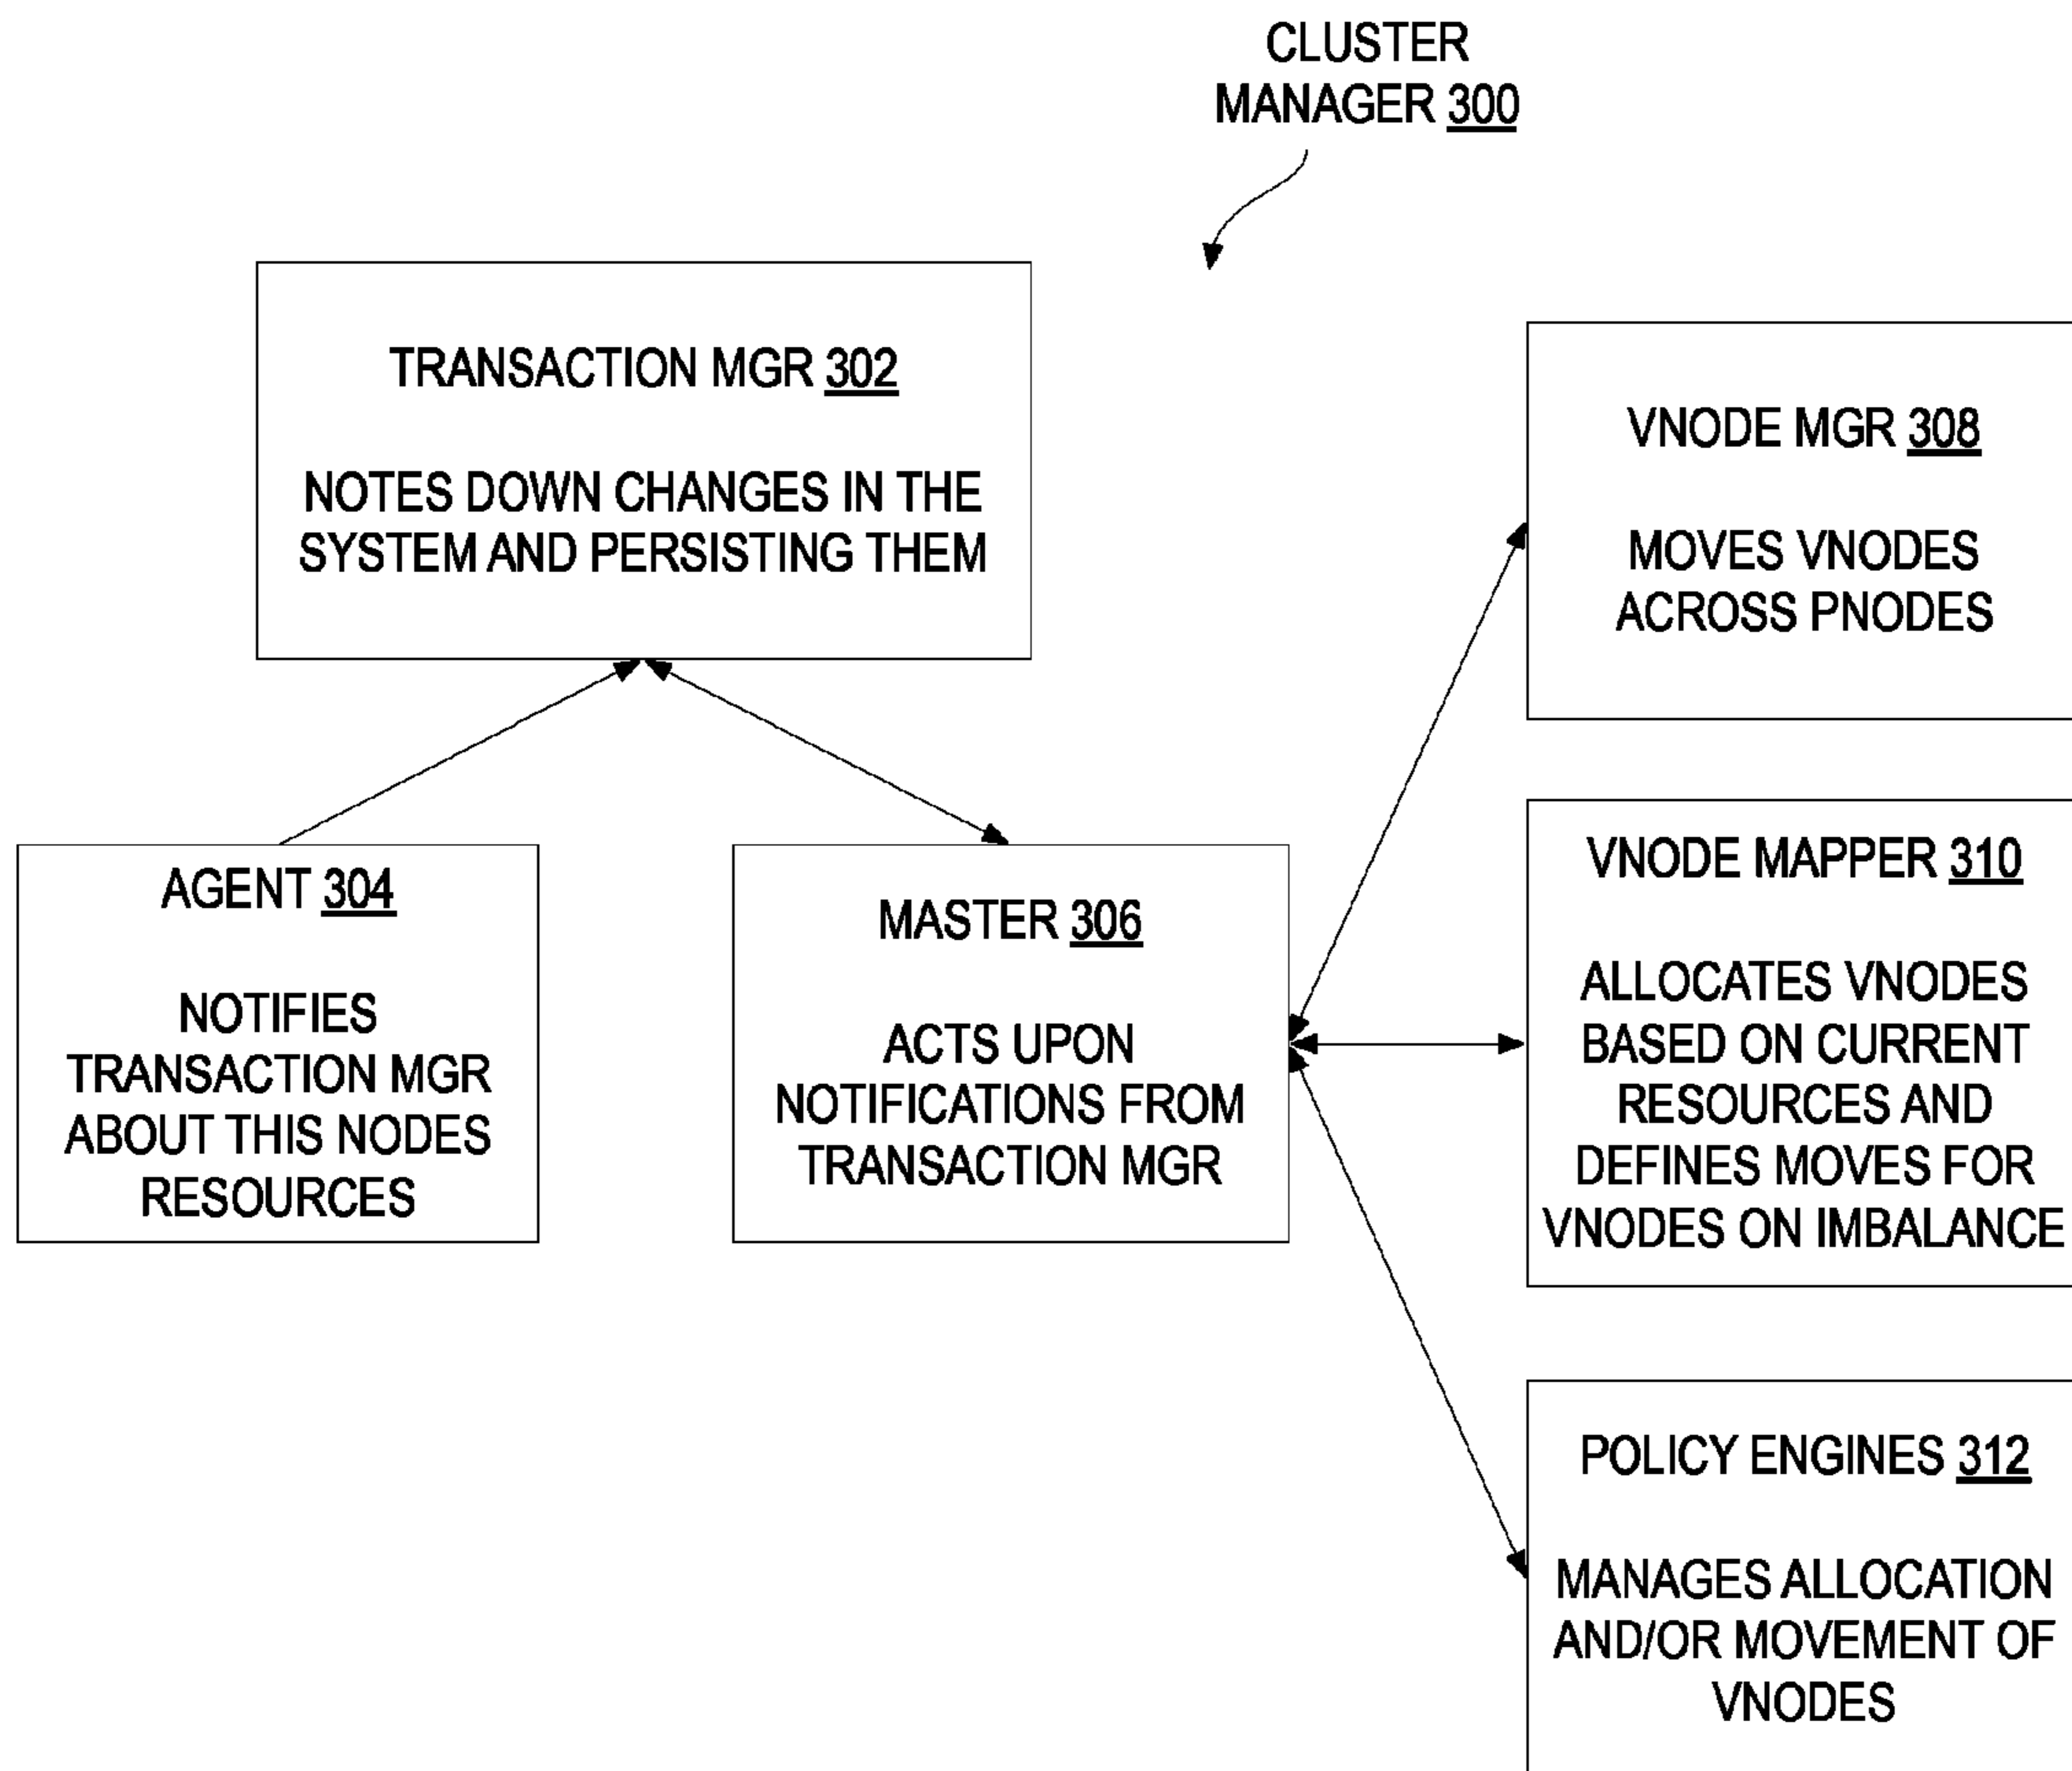 CLUSTER
MANAGER 300
TRANSACTION MGR 302
NOTES DOWN CHANGES IN THE
SYSTEM AND PERSISTING THEM
AGENT 304
NOTIFIES
TRANSACTION MGR
ABOUT THIS NODES
RESOURCES
MASTER 306
ACTS UPON
NOTIFICATIONS FROM
TRANSACTION MGR
VNODE MGR 308
MOVES VNODES
ACROSS PNODES
VNODE MAPPER 310
ALLOCATES VNODES
BASED ON CURRENT
RESOURCES AND
DEFINES MOVES FOR
VNODES ON IMBALANCE
POLICY ENGINES 312
MANAGES ALLOCATION
AND/OR MOVEMENT OF
VNODES